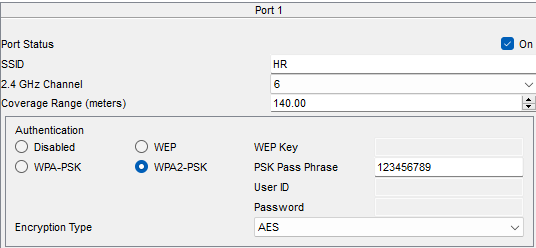 Port 1
Port Status On
SSID HR
2.4 GHz Channel 6
Coverage Range (meters) 140.00
Authentication
Disabled WEP WEP Key
WPA-PSK WPA2-PSK PSK Pass Phrase 123456789
User ID
Password
Encryption Type AES